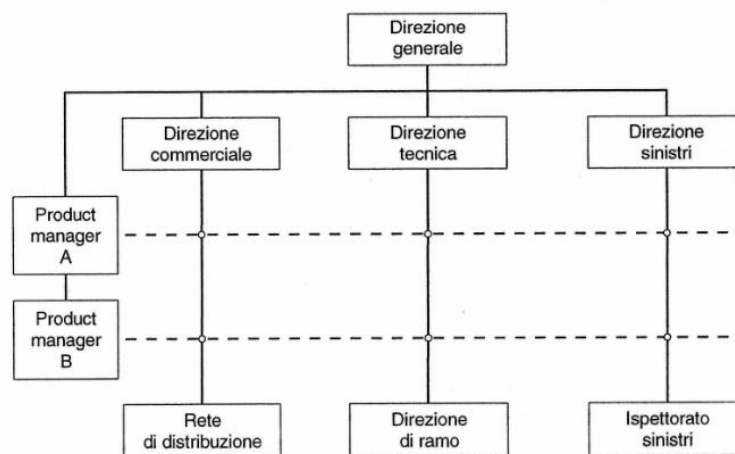 Direzione
generale
Direzione
commerciale
Direzione
tecnica
Direzione
sinistri
Product
manager
A
Product
manager
B
Rete
di distribuzione
Direzione
di ramo
Ispettorato
sinistri